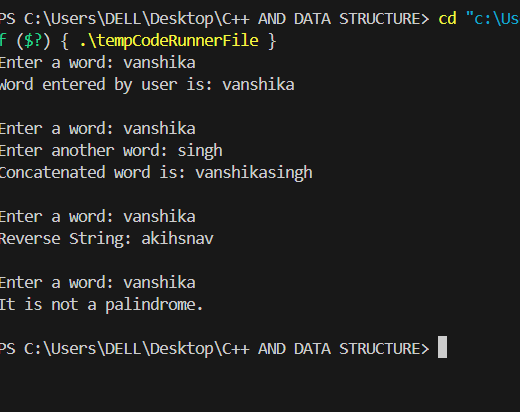 PS C:\Users\DELL\Desktop\C++ AND DATA STRUCTURE> cd "c:\Us
f ($?) { .\tempCodeRunnerFile }
Enter a word: vanshika
Word entered by user is: vanshika
Enter a word: vanshika
Enter another word: singh
Concatenated word is: vanshikasingh
Enter a word: vanshika
Reverse String: akihsnav
Enter a word: vanshika
It is not a palindrome.
PS C:\Users\DELL\Desktop\C++ AND DATA STRUCTURE>